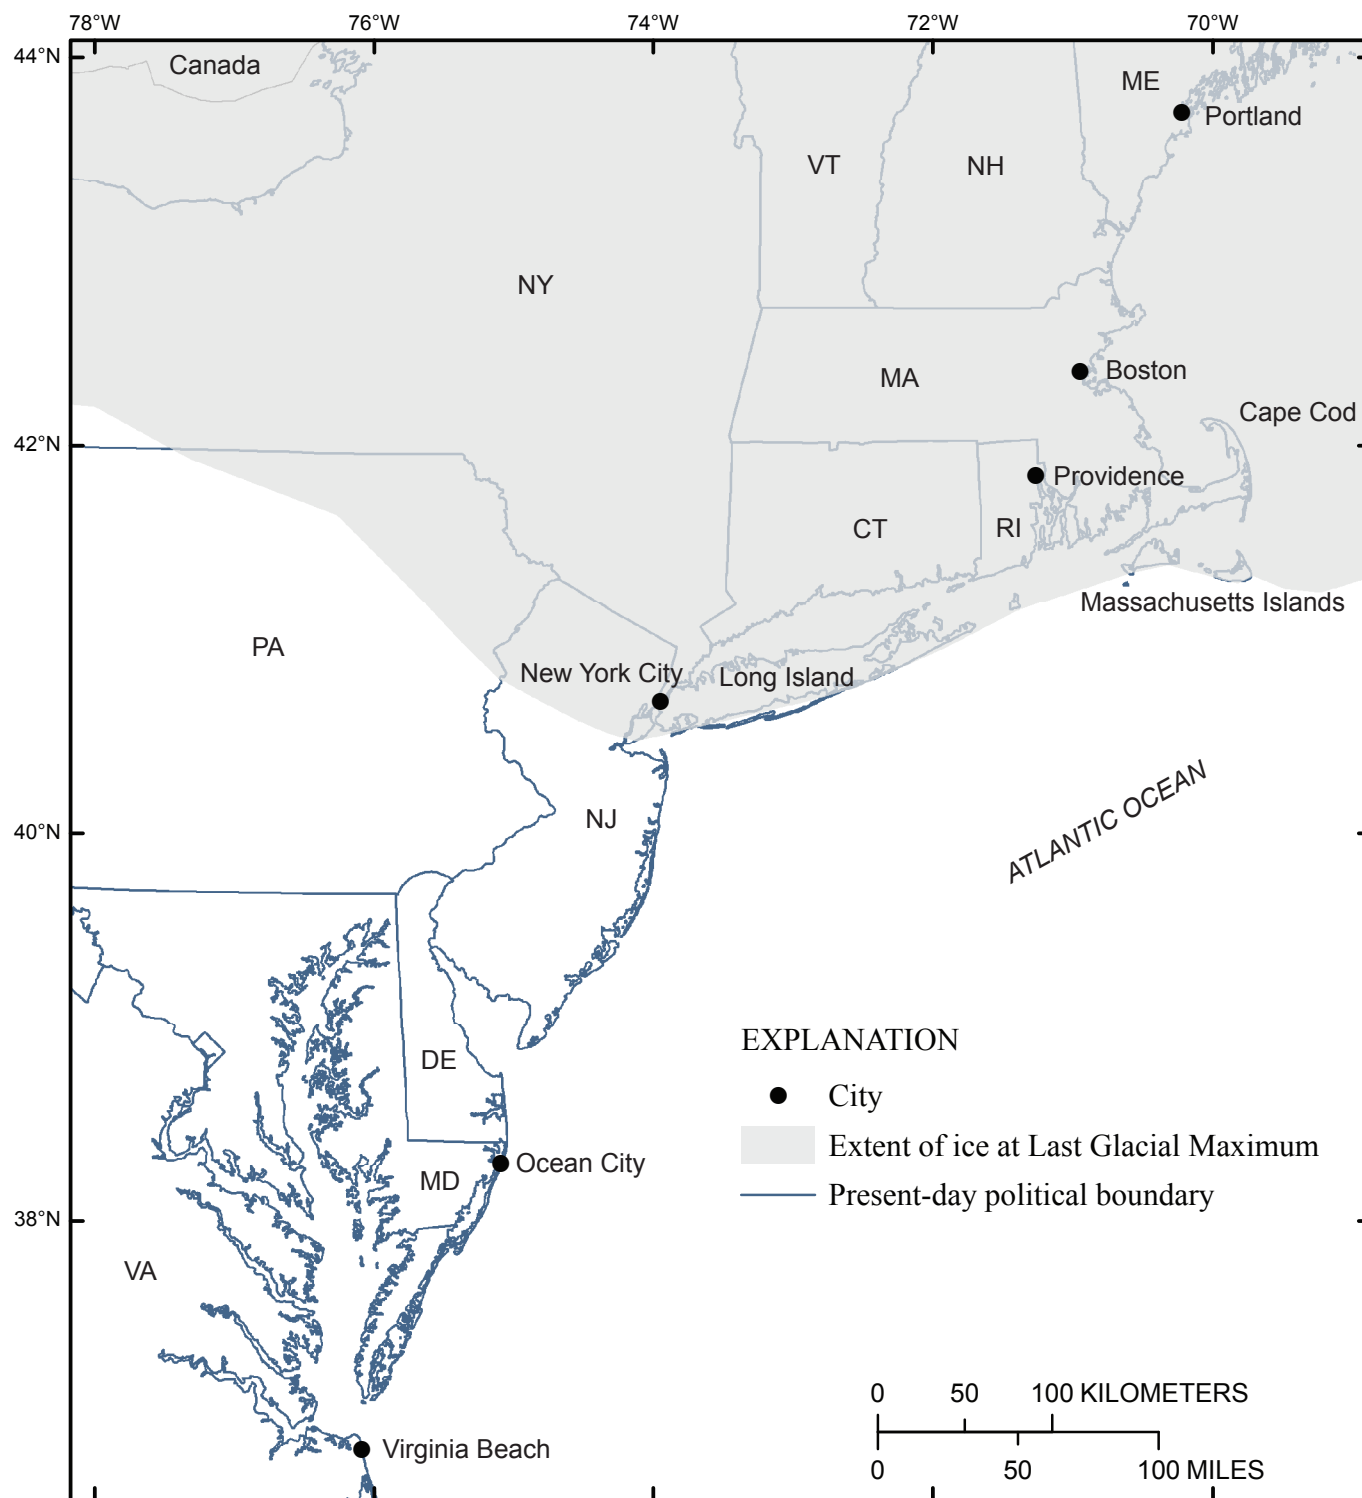 78°W 76°W 74°W 72°W 70°W
44°N
Canada
ME
Portland
VT
NH
NY
MA
Boston
Cape Cod
42°N
Providence
CT
RI
Massachusetts Islands
PA
New York City
Long Island
NJ
40°N
ATLANTIC OCEAN
DE
EXPLANATION
City
Extent of ice at Last Glacial Maximum
Present-day political boundary
Ocean City
MD
38°N
VA
0 50 100 KILOMETERS
0 50 100 MILES
Virginia Beach